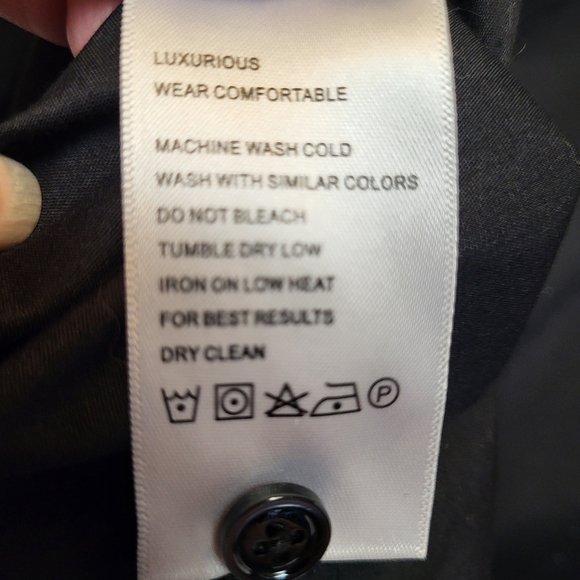 LUXURIOUS
WEAR COMFORTABLE
MACHINE WASH COLD
WASH WITH SIMILAR COLORS
DO NOT BLEACH
TUMBLE DRY LOW
IRON ON LOW HEAT
FOR BEST RESULTS
DRY CLEAN
P